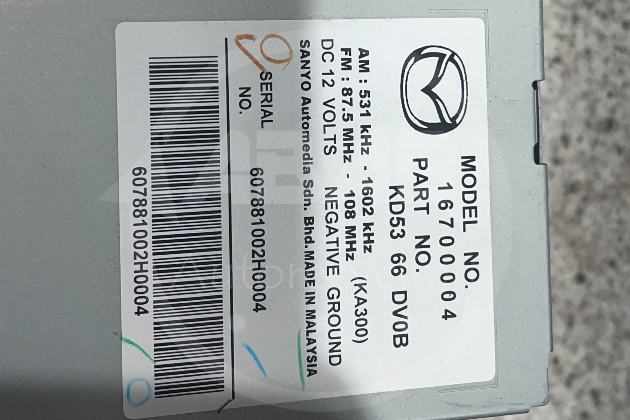 MODEL NO.
16700004
PART NO.
KD53 66 DV0B
AM : 531 kHz - 1602 kHz
FM : 87.5 MHz - 108 MHz (KA300)
DC 12 VOLTS NEGATIVE GROUND
SANYO Automedia Sdn. Bhd. MADE IN MALAYSIA
SERIAL
NO. 607881002H0004
607881002H0004